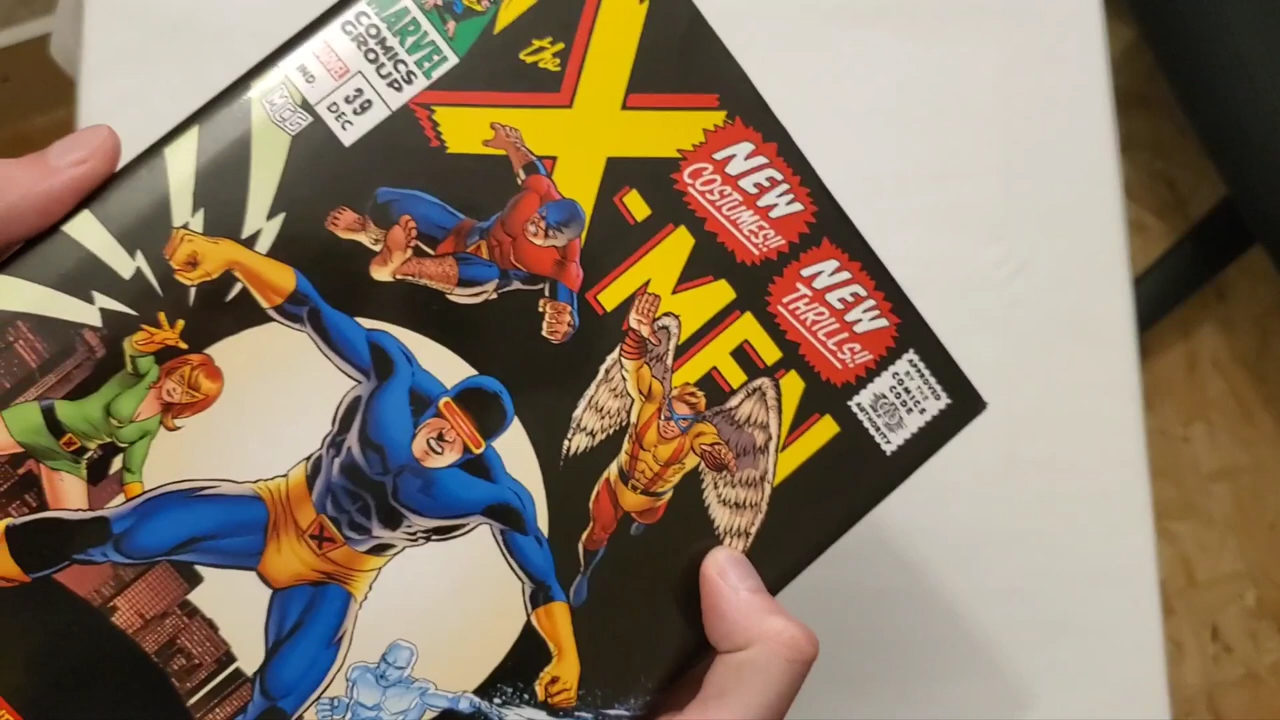 MARVEL
COMICS
GROUP
MARVEL
IND.
39
DEC
MCG
the
X-MEN
NEW
COSTUMES!!
NEW
THRILLS!!
APPROVED
BY THE
COMICS
CODE
AUTHORITY
X